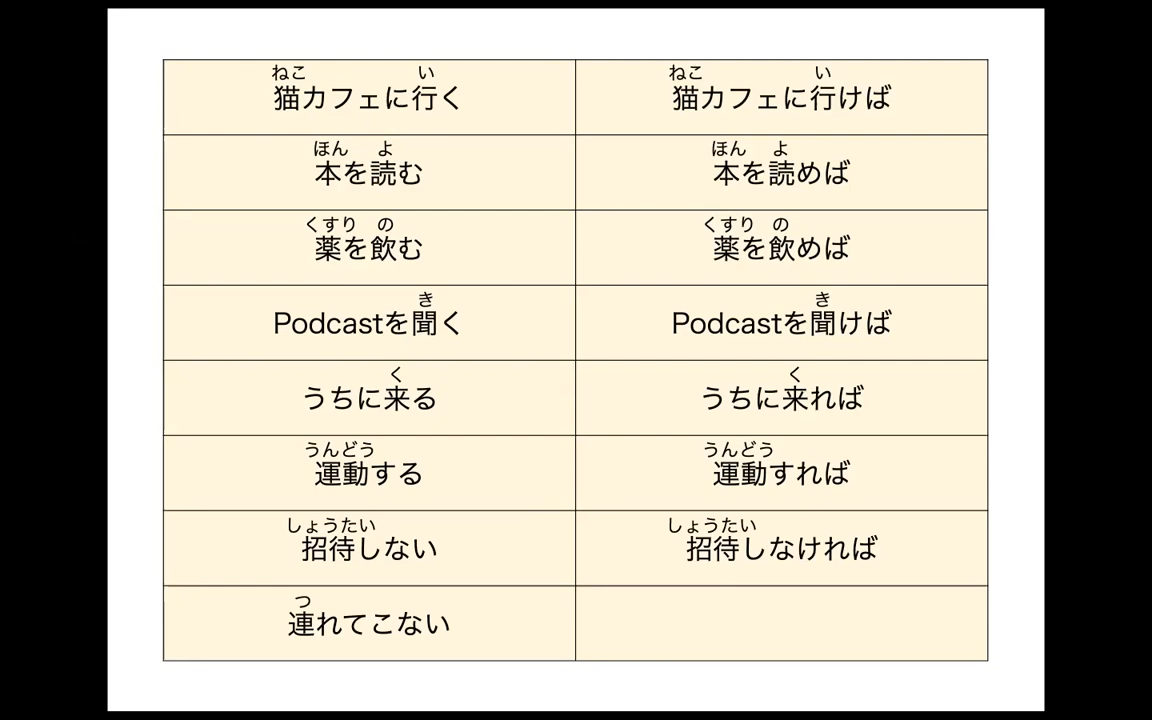 ねこ い ねこ い
猫カフェに行く 猫カフェに行けば
ほん よ ほん よ
本を読む 本を読めば
くすり の くすり の
薬を飲む 薬を飲めば
き き
Podcastを聞く Podcastを聞けば
く く
うちに来る うちに来れば
うんどう うんどう
運動する 運動すれば
しょうたい しょうたい
招待しない 招待しなければ
つ
連れてこない